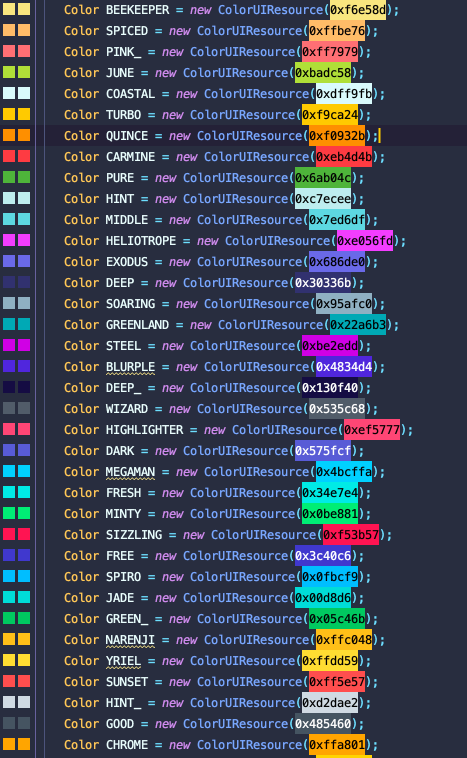 Color BEEKEEPER = new ColorUIResource(0xf6e58d);
Color SPICED = new ColorUIResource(0xffbe76);
Color PINK_ = new ColorUIResource(0xff7979);
Color JUNE = new ColorUIResource(0xbadc58);
Color COASTAL = new ColorUIResource(0xdff9fb);
Color TURBO = new ColorUIResource(0xf9ca24);
Color QUINCE = new ColorUIResource(0xf0932b);
Color CARMINE = new ColorUIResource(0xeb4d4b);
Color PURE = new ColorUIResource(0x6ab04c);
Color HINT = new ColorUIResource(0xc7ecee);
Color MIDDLE = new ColorUIResource(0x7ed6df);
Color HELIOTROPE = new ColorUIResource(0xe056fd);
Color EXODUS = new ColorUIResource(0x686de0);
Color DEEP = new ColorUIResource(0x30336b);
Color SOARING = new ColorUIResource(0x95afc0);
Color GREENLAND = new ColorUIResource(0x22a6b3);
Color STEEL = new ColorUIResource(0xbe2edd);
Color BLURPLE = new ColorUIResource(0x4834d4);
Color DEEP_ = new ColorUIResource(0x130f40);
Color WIZARD = new ColorUIResource(0x535c68);
Color HIGHLIGHTER = new ColorUIResource(0xef5777);
Color DARK = new ColorUIResource(0x575fcf);
Color MEGAMAN = new ColorUIResource(0x4bcffa);
Color FRESH = new ColorUIResource(0x34e7e4);
Color MINTY = new ColorUIResource(0x0be881);
Color SIZZLING = new ColorUIResource(0xf53b57);
Color FREE = new ColorUIResource(0x3c40c6);
Color SPIRO = new ColorUIResource(0x0fbcf9);
Color JADE = new ColorUIResource(0x00d8d6);
Color GREEN_ = new ColorUIResource(0x05c46b);
Color NARENJI = new ColorUIResource(0xffc048);
Color YRIEL = new ColorUIResource(0xffdd59);
Color SUNSET = new ColorUIResource(0xff5e57);
Color HINT_ = new ColorUIResource(0xd2dae2);
Color GOOD = new ColorUIResource(0x485460);
Color CHROME = new ColorUIResource(0xffa801);